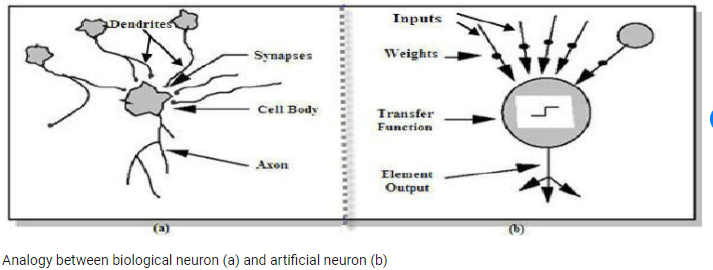 Dendrites
Synapses
Cell Body
Axon
(a)
Inputs
Weights
Transfer
Function
Element
Output
(b)
Analogy between biological neuron (a) and artificial neuron (b)